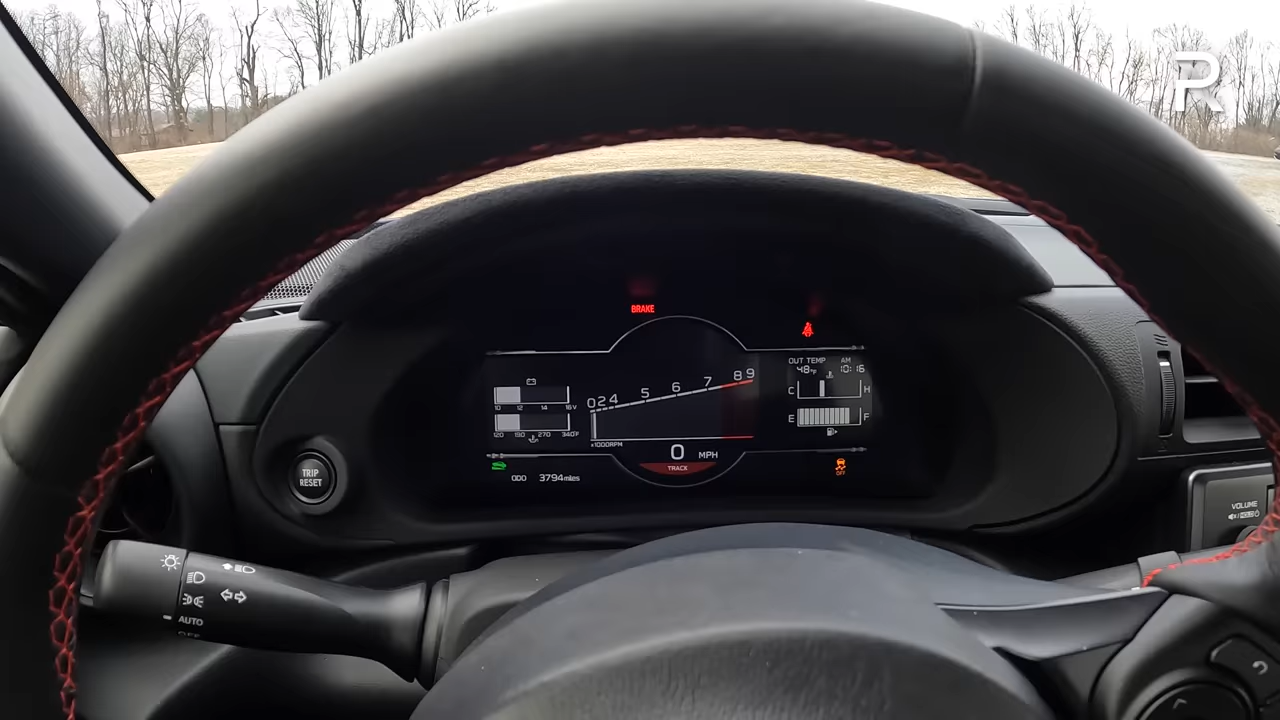 BRAKE
OUT TEMP AM
48°F 10:16
C H
E F
10 12 14 16V
120 190 270 340°F
0 2 4 5 6 7 8 9
x1000RPM
0 MPH
TRACK
ODO 3794miles
OFF
TRIP
RESET
VOLUME
AUTO
OFF
R